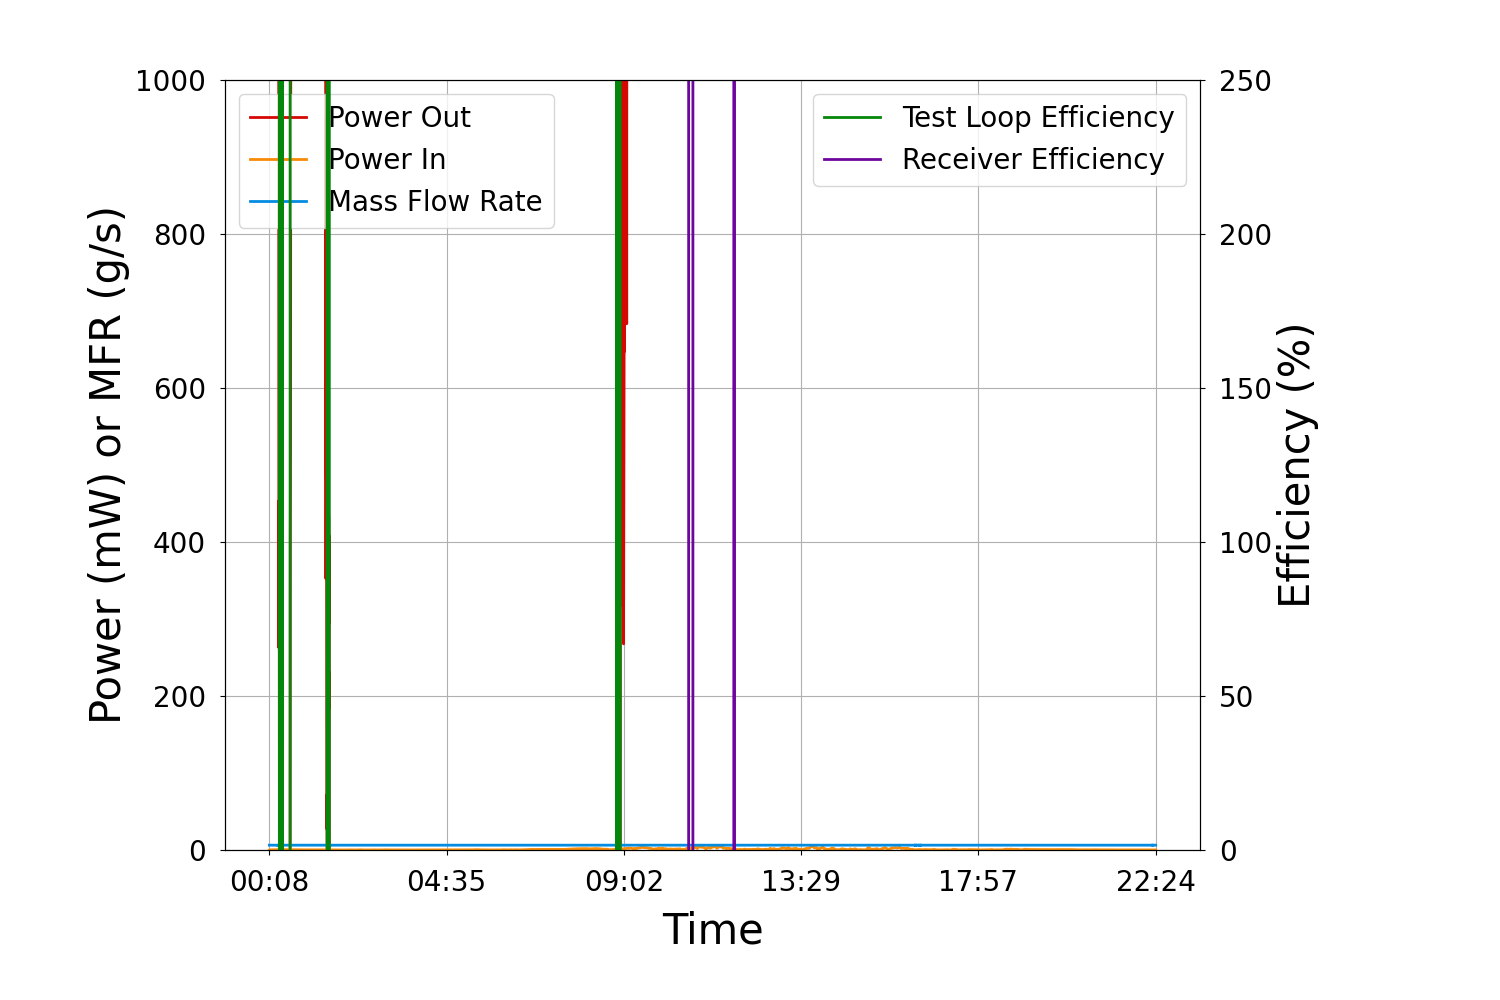 Power (mW) or MFR (g/s)
1000
800
600
400
200
0
Power Out
Power In
Mass Flow Rate
Test Loop Efficiency
Receiver Efficiency
250
200
150
100
50
0
Efficiency (%)
00:08 04:35 09:02 13:29 17:57 22:24
Time